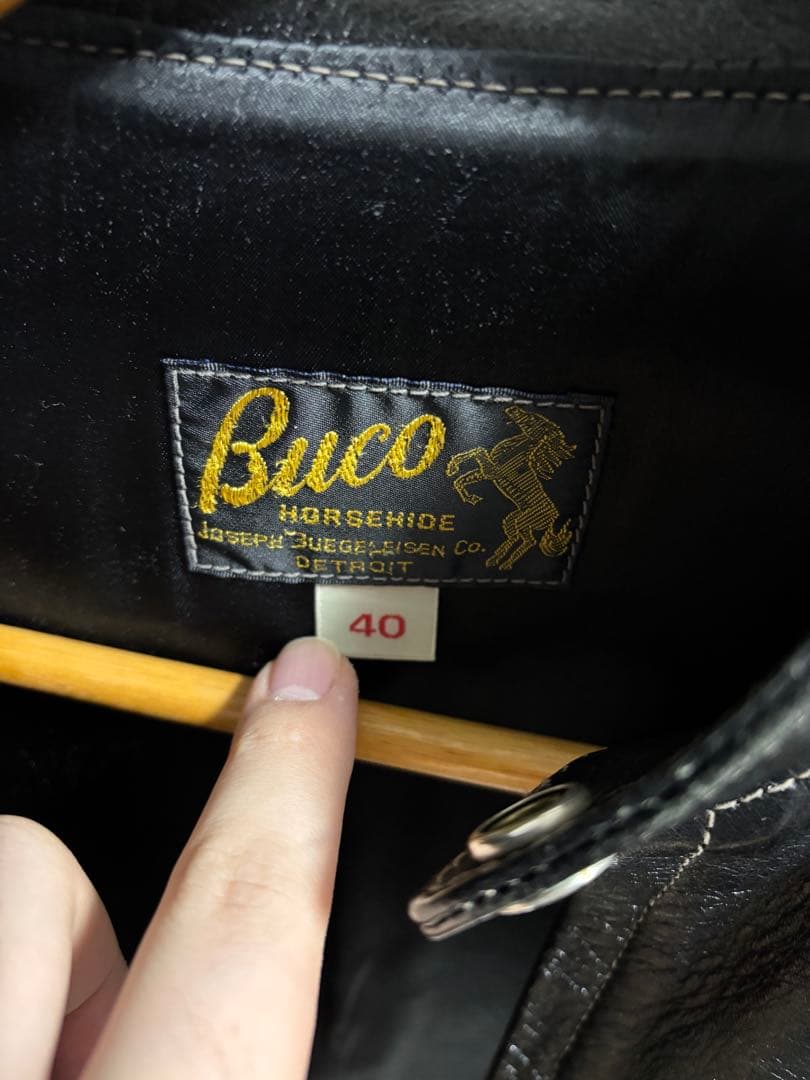 Buco
HORSEHIDE
JOSEPH BUEGELEISEN CO.
DETROIT
40